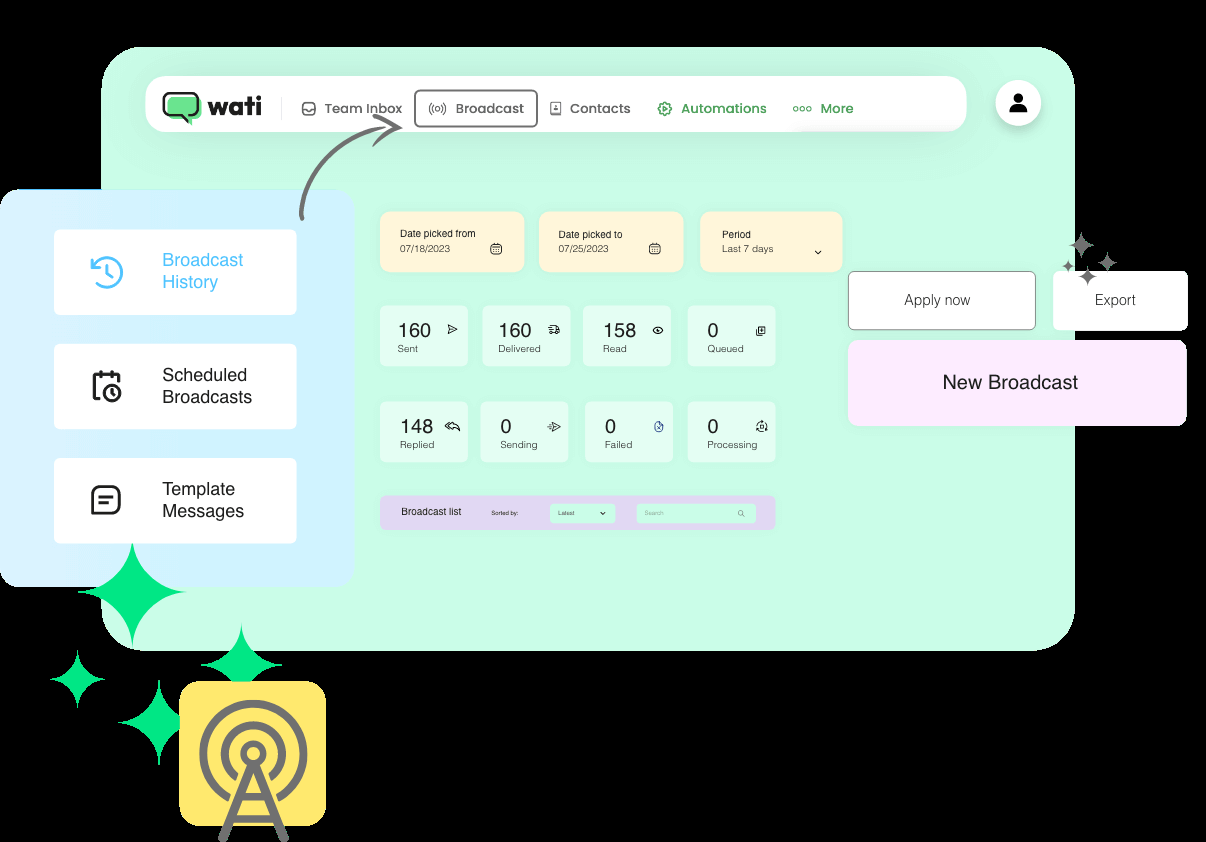 wati
Team Inbox
Broadcast
Contacts
Automations
More
Broadcast
History
Scheduled
Broadcasts
Template
Messages
Date picked from
07/18/2023
Date picked to
07/25/2023
Period
Last 7 days
Apply now
Export
New Broadcast
160
Sent
160
Delivered
158
Read
0
Queued
148
Replied
0
Sending
0
Failed
0
Processing
Broadcast list
Sorted by:
Latest
Search